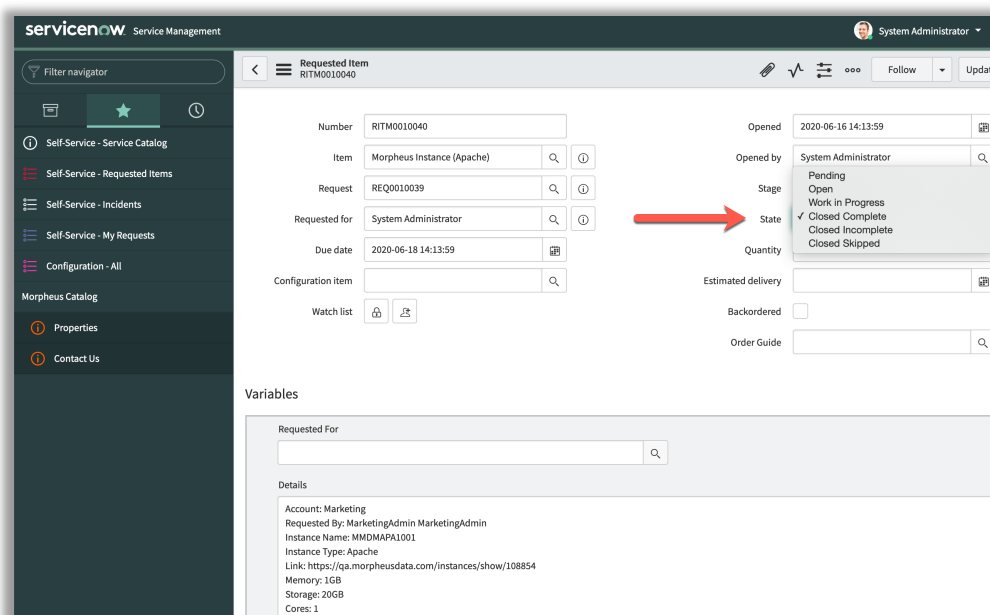 servicenow. Service Management
System Administrator
Filter navigator
Self-Service - Service Catalog
Self-Service - Requested Items
Self-Service - Incidents
Self-Service - My Requests
Configuration - All
Morpheus Catalog
Properties
Contact Us
Requested Item
RITM0010040
Follow
Updat
Number RITM0010040
Item Morpheus Instance (Apache)
Request REQ0010039
Requested for System Administrator
Due date 2020-06-18 14:13:59
Configuration item
Watch list
Opened 2020-06-16 14:13:59
Opened by System Administrator
Stage
State
Pending
Open
Work in Progress
✓ Closed Complete
Closed Incomplete
Closed Skipped
Quantity
Estimated delivery
Backordered
Order Guide
Variables
Requested For
Details
Account: Marketing
Requested By: MarketingAdmin MarketingAdmin
Instance Name: MMDMAPA1001
Instance Type: Apache
Link: https://qa.morpheusdata.com/instances/show/108854
Memory: 1GB
Storage: 20GB
Cores: 1